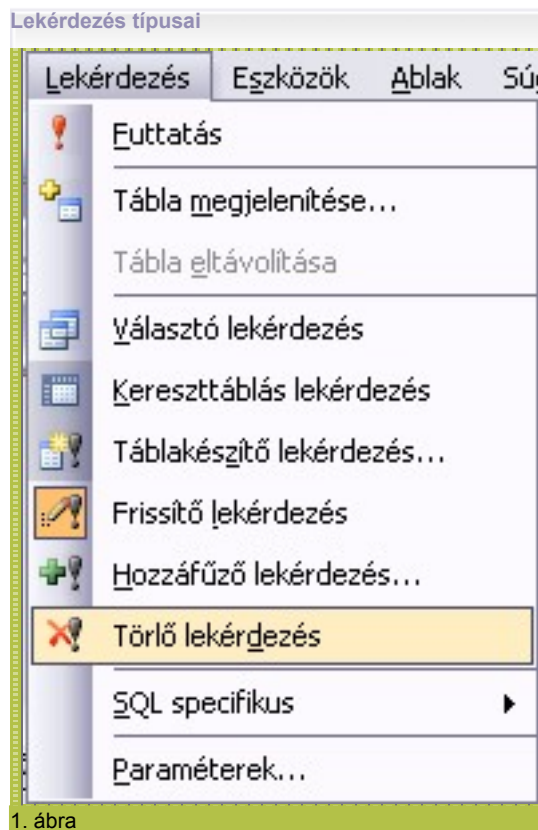 Lekérdezés típusai
Lekérdezés Eszközök Ablak Súg
Futtatás
Tábla megjelenítése...
Tábla eltávolítása
Választó lekérdezés
Kereszttáblás lekérdezés
Táblakészítő lekérdezés...
Frissítő lekérdezés
Hozzáfűző lekérdezés...
Törlő lekérdezés
SQL specifikus
Paraméterek...
1. ábra